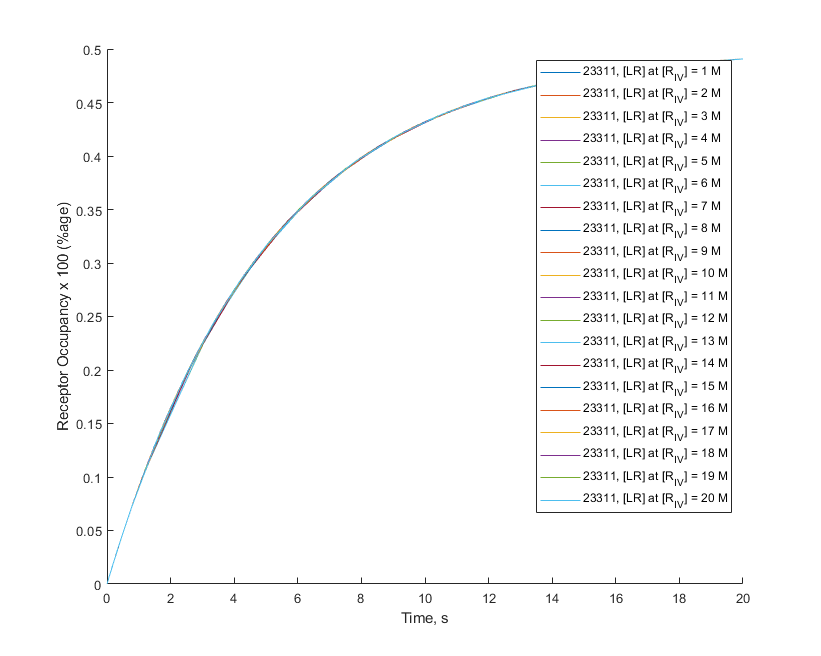 0.5
0.45
0.4
0.35
0.3
0.25
0.2
0.15
0.1
0.05
0
Receptor Occupancy x 100 (%age)
0 2 4 6 8 10 12 14 16 18 20
Time, s
23311, [LR] at [R_IV] = 1 M
23311, [LR] at [R_IV] = 2 M
23311, [LR] at [R_IV] = 3 M
23311, [LR] at [R_IV] = 4 M
23311, [LR] at [R_IV] = 5 M
23311, [LR] at [R_IV] = 6 M
23311, [LR] at [R_IV] = 7 M
23311, [LR] at [R_IV] = 8 M
23311, [LR] at [R_IV] = 9 M
23311, [LR] at [R_IV] = 10 M
23311, [LR] at [R_IV] = 11 M
23311, [LR] at [R_IV] = 12 M
23311, [LR] at [R_IV] = 13 M
23311, [LR] at [R_IV] = 14 M
23311, [LR] at [R_IV] = 15 M
23311, [LR] at [R_IV] = 16 M
23311, [LR] at [R_IV] = 17 M
23311, [LR] at [R_IV] = 18 M
23311, [LR] at [R_IV] = 19 M
23311, [LR] at [R_IV] = 20 M